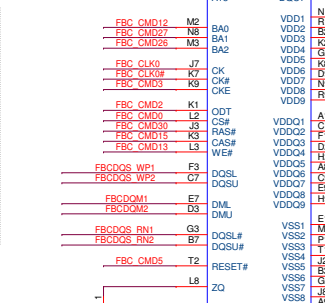 FBC_CMD12 M2 BA0 VDD1
FBC_CMD27 N8 BA1 VDD2
FBC_CMD26 M3 BA2 VDD3
VDD4
VDD5
FBC_CLK0 J7 CK VDD6
FBC_CLK0# K7 CK# VDD7
FBC_CMD3 K9 CKE VDD8
VDD9
FBC_CMD2 K1 ODT
FBC_CMD0 L2 CS# VDDQ1
FBC_CMD30 J3 RAS# VDDQ2
FBC_CMD15 K3 CAS# VDDQ3
FBC_CMD13 L3 WE# VDDQ4
VDDQ5
FBCDQS_WP1 F3 DQSL VDDQ6
FBCDQS_WP2 C7 DQSU VDDQ7
VDDQ8
FBCDQM1 E7 DML VDDQ9
FBCDQM2 D3 DMU
VSS1
FBCDQS_RN1 G3 DQSL# VSS2
FBCDQS_RN2 B7 DQSU# VSS3
VSS4
FBC_CMD5 T2 RESET# VSS5
VSS6
L8 ZQ VSS7
1 VSS8